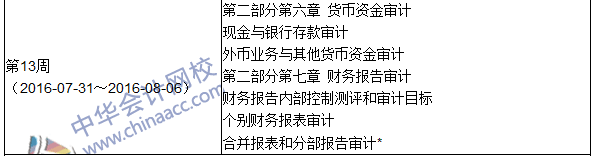 第13周
（2016-07-31～2016-08-06）
第二部分第六章 货币资金审计
现金与银行存款审计
外币业务与其他货币资金审计
第二部分第七章 财务报告审计
财务报告内部控制测评和审计目标
个别财务报表审计
合并报表和分部报告审计*
中华会计网校
www.chinaacc.com